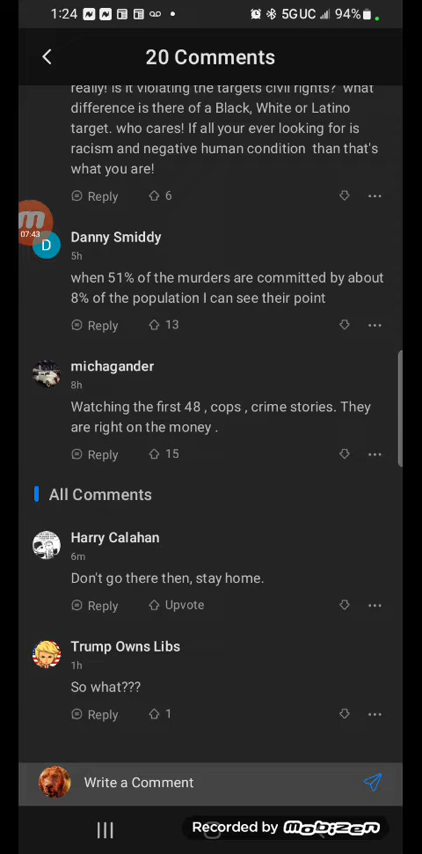 1:24
5GUC
94%
20 Comments
really! is it violating the targets civil rights? what
difference is there of a Black, White or Latino
target. who cares! If all your ever looking for is
racism and negative human condition than that's
what you are!
Reply 6
m
07:43
D
Danny Smiddy
5h
when 51% of the murders are committed by about
8% of the population I can see their point
Reply 13
michagander
8h
Watching the first 48 , cops , crime stories. They
are right on the money .
Reply 15
All Comments
Harry Calahan
6m
Don't go there then, stay home.
Reply Upvote
Trump Owns Libs
1h
So what???
Reply 1
Write a Comment
Recorded by Mobizen